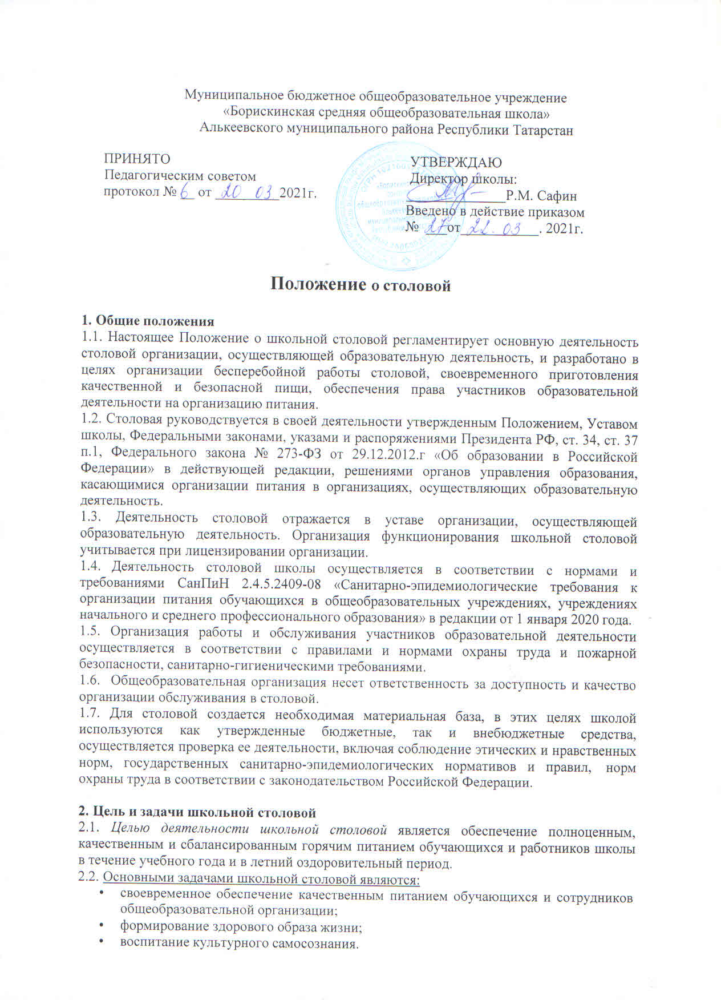 Муниципальное бюджетное общеобразовательное учреждение
«Борискинская средняя общеобразовательная школа»
Алькеевского муниципального района Республики Татарстан
ПРИНЯТО
Педагогическим советом
протокол № 6 от 20 03 2021г.
УТВЕРЖДАЮ
Директор школы:
Р.М. Сафин
Введено в действие приказом
№ 27 от 22. 03 . 2021г.
Положение о столовой
1. Общие положения
1.1. Настоящее Положение о школьной столовой регламентирует основную деятельность
столовой организации, осуществляющей образовательную деятельность, и разработано в
целях организации бесперебойной работы столовой, своевременного приготовления
качественной и безопасной пищи, обеспечения права участников образовательной
деятельности на организацию питания.
1.2. Столовая руководствуется в своей деятельности утвержденным Положением, Уставом
школы, Федеральными законами, указами и распоряжениями Президента РФ, ст. 34, ст. 37
п.1, Федерального закона № 273-ФЗ от 29.12.2012.г «Об образовании в Российской
Федерации» в действующей редакции, решениями органов управления образования,
касающимися организации питания в организациях, осуществляющих образовательную
деятельность.
1.3. Деятельность столовой отражается в уставе организации, осуществляющей
образовательную деятельность. Организация функционирования школьной столовой
учитывается при лицензировании организации.
1.4. Деятельность столовой школы осуществляется в соответствии с нормами и
требованиями СанПиН 2.4.5.2409-08 «Санитарно-эпидемиологические требования к
организации питания обучающихся в общеобразовательных учреждениях, учреждениях
начального и среднего профессионального образования» в редакции от 1 января 2020 года.
1.5. Организация работы и обслуживания участников образовательной деятельности
осуществляется в соответствии с правилами и нормами охраны труда и пожарной
безопасности, санитарно-гигиеническими требованиями.
1.6. Общеобразовательная организация несет ответственность за доступность и качество
организации обслуживания в столовой.
1.7. Для столовой создается необходимая материальная база, в этих целях школой
используются как утвержденные бюджетные, так и внебюджетные средства,
осуществляется проверка ее деятельности, включая соблюдение этических и нравственных
норм, государственных санитарно-эпидемиологических нормативов и правил, норм
охраны труда в соответствии с законодательством Российской Федерации.
2. Цель и задачи школьной столовой
2.1. Целью деятельности школьной столовой является обеспечение полноценным,
качественным и сбалансированным горячим питанием обучающихся и работников школы
в течение учебного года и в летний оздоровительный период.
2.2. Основными задачами школьной столовой являются:
• своевременное обеспечение качественным питанием обучающихся и сотрудников
общеобразовательной организации;
• формирование здорового образа жизни;
• воспитание культурного самосознания.